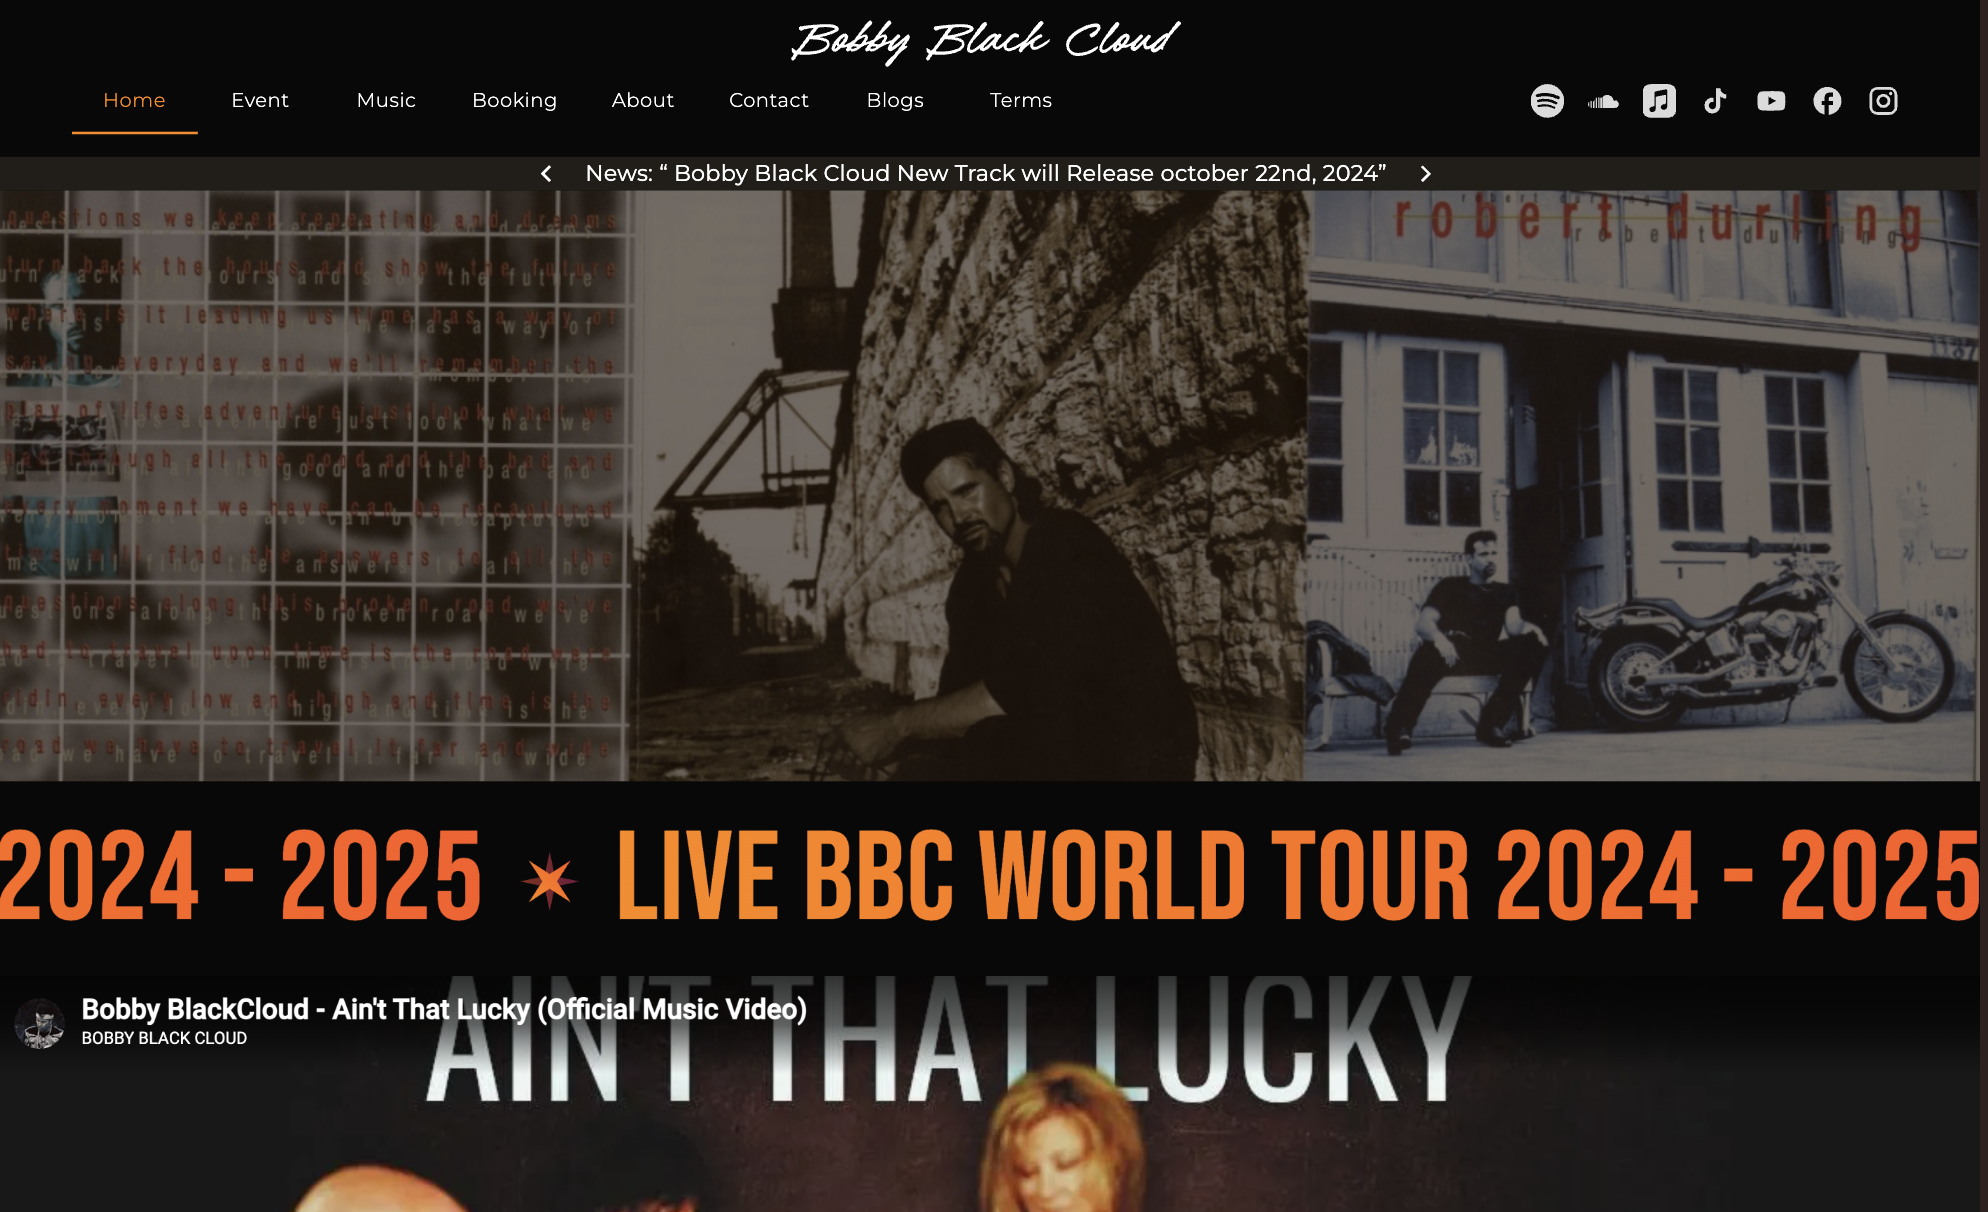 Bobby Black Cloud
Home Event Music Booking About Contact Blogs Terms
News: “ Bobby Black Cloud New Track will Release october 22nd, 2024”
questions we keep repeating and dreams
turn back the hours and show the future
where is it leading us time has a way of
everyday and we'll remember the
play of lifes adventure just look what we
had through all the good and the bad and
every moment we have can be recaptured
time will find the answers to all the
questions along this broken road we've
had to travel upon time is the road we're
ridin every low and high and time is the
road we have to travel it far and wide
robert durling
robert durling
2024 - 2025 LIVE BBC WORLD TOUR 2024 - 2025
AIN'T THAT LUCKY
Bobby BlackCloud - Ain't That Lucky (Official Music Video)
BOBBY BLACK CLOUD